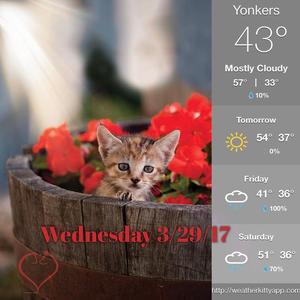 Yonkers
43°
Mostly Cloudy
57° | 33°
10%
Tomorrow
54° 37°
0%
Friday
41° 36°
100%
Saturday
51° 36°
70%
http://weatherkittyapp.com
Wednesday 3/29/17